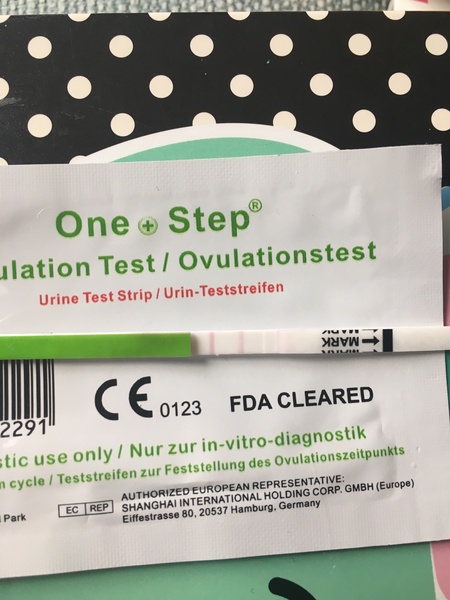 One Step®
ulation Test / Ovulationstest
Urine Test Strip / Urin-Teststreifen
MARK
2291
CE 0123 FDA CLEARED
stic use only / Nur zur in-vitro-diagnostik
n cycle / Teststreifen zur Feststellung des Ovulationszeitpunkts
Park
EC REP
AUTHORIZED EUROPEAN REPRESENTATIVE:
SHANGHAI INTERNATIONAL HOLDING CORP. GMBH (Europe)
Eiffestrasse 80, 20537 Hamburg, Germany